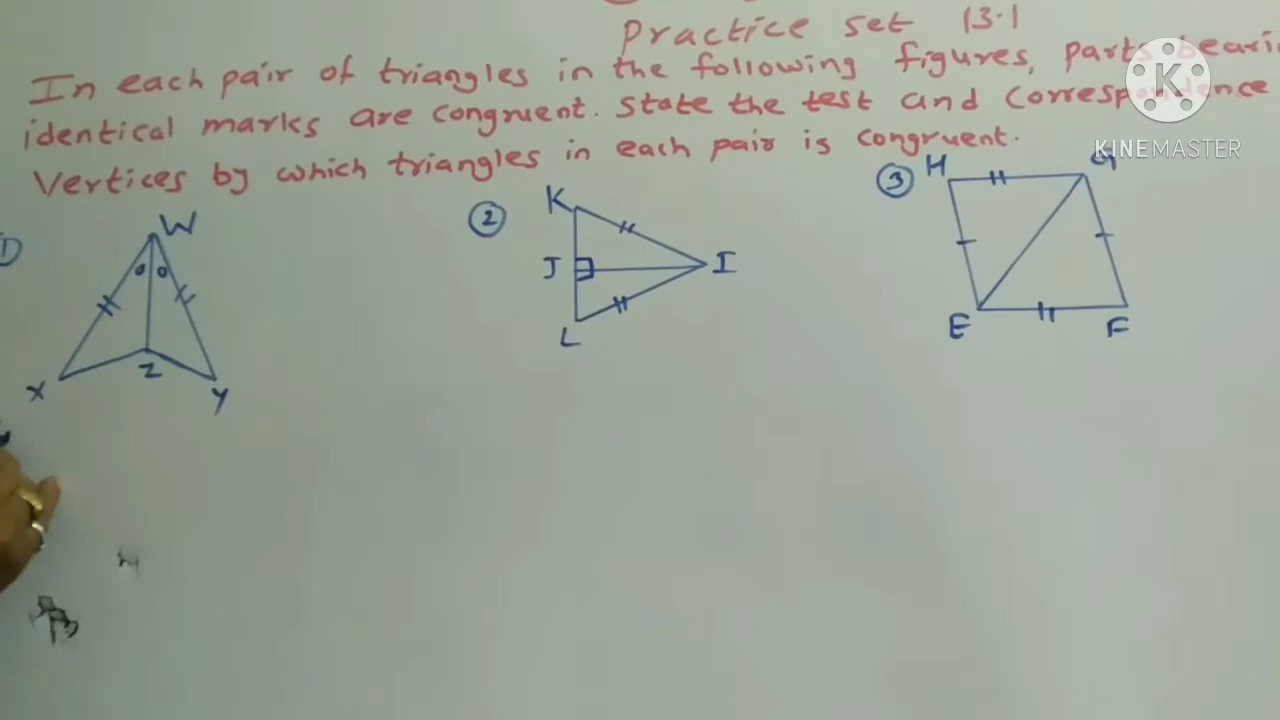 Practice set 13.1
In each pair of triangles in the following figures, parts beari
identical marks are congruent. State the test and correspondence
Vertices by which triangles in each pair is congruent.
K
KINEMASTER
1
W
X
Z
Y
2
K
J
I
L
3
H
G
E
F